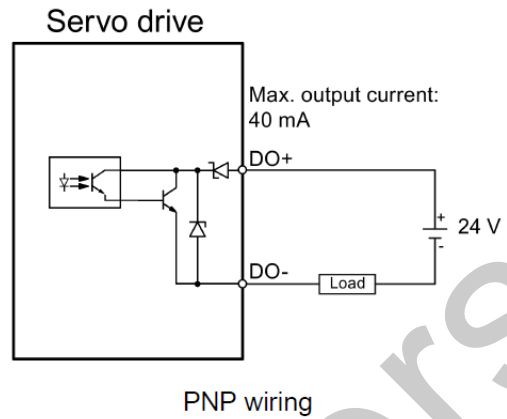 Servo drive
Max. output current:
40 mA
DO+
+
24 V
-
DO-
Load
PNP wiring